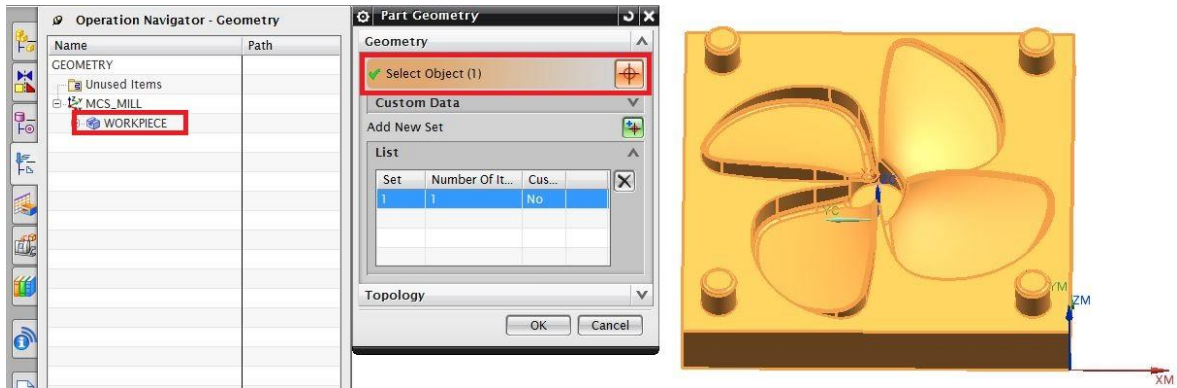 Operation Navigator - Geometry
Name Path
GEOMETRY
Unused Items
MCS_MILL
WORKPIECE
Part Geometry
Geometry
Select Object (1)
Custom Data
Add New Set
List
Set Number Of It... Cus...
1 1 No
Topology
OK Cancel
YC
YM
ZM
XM